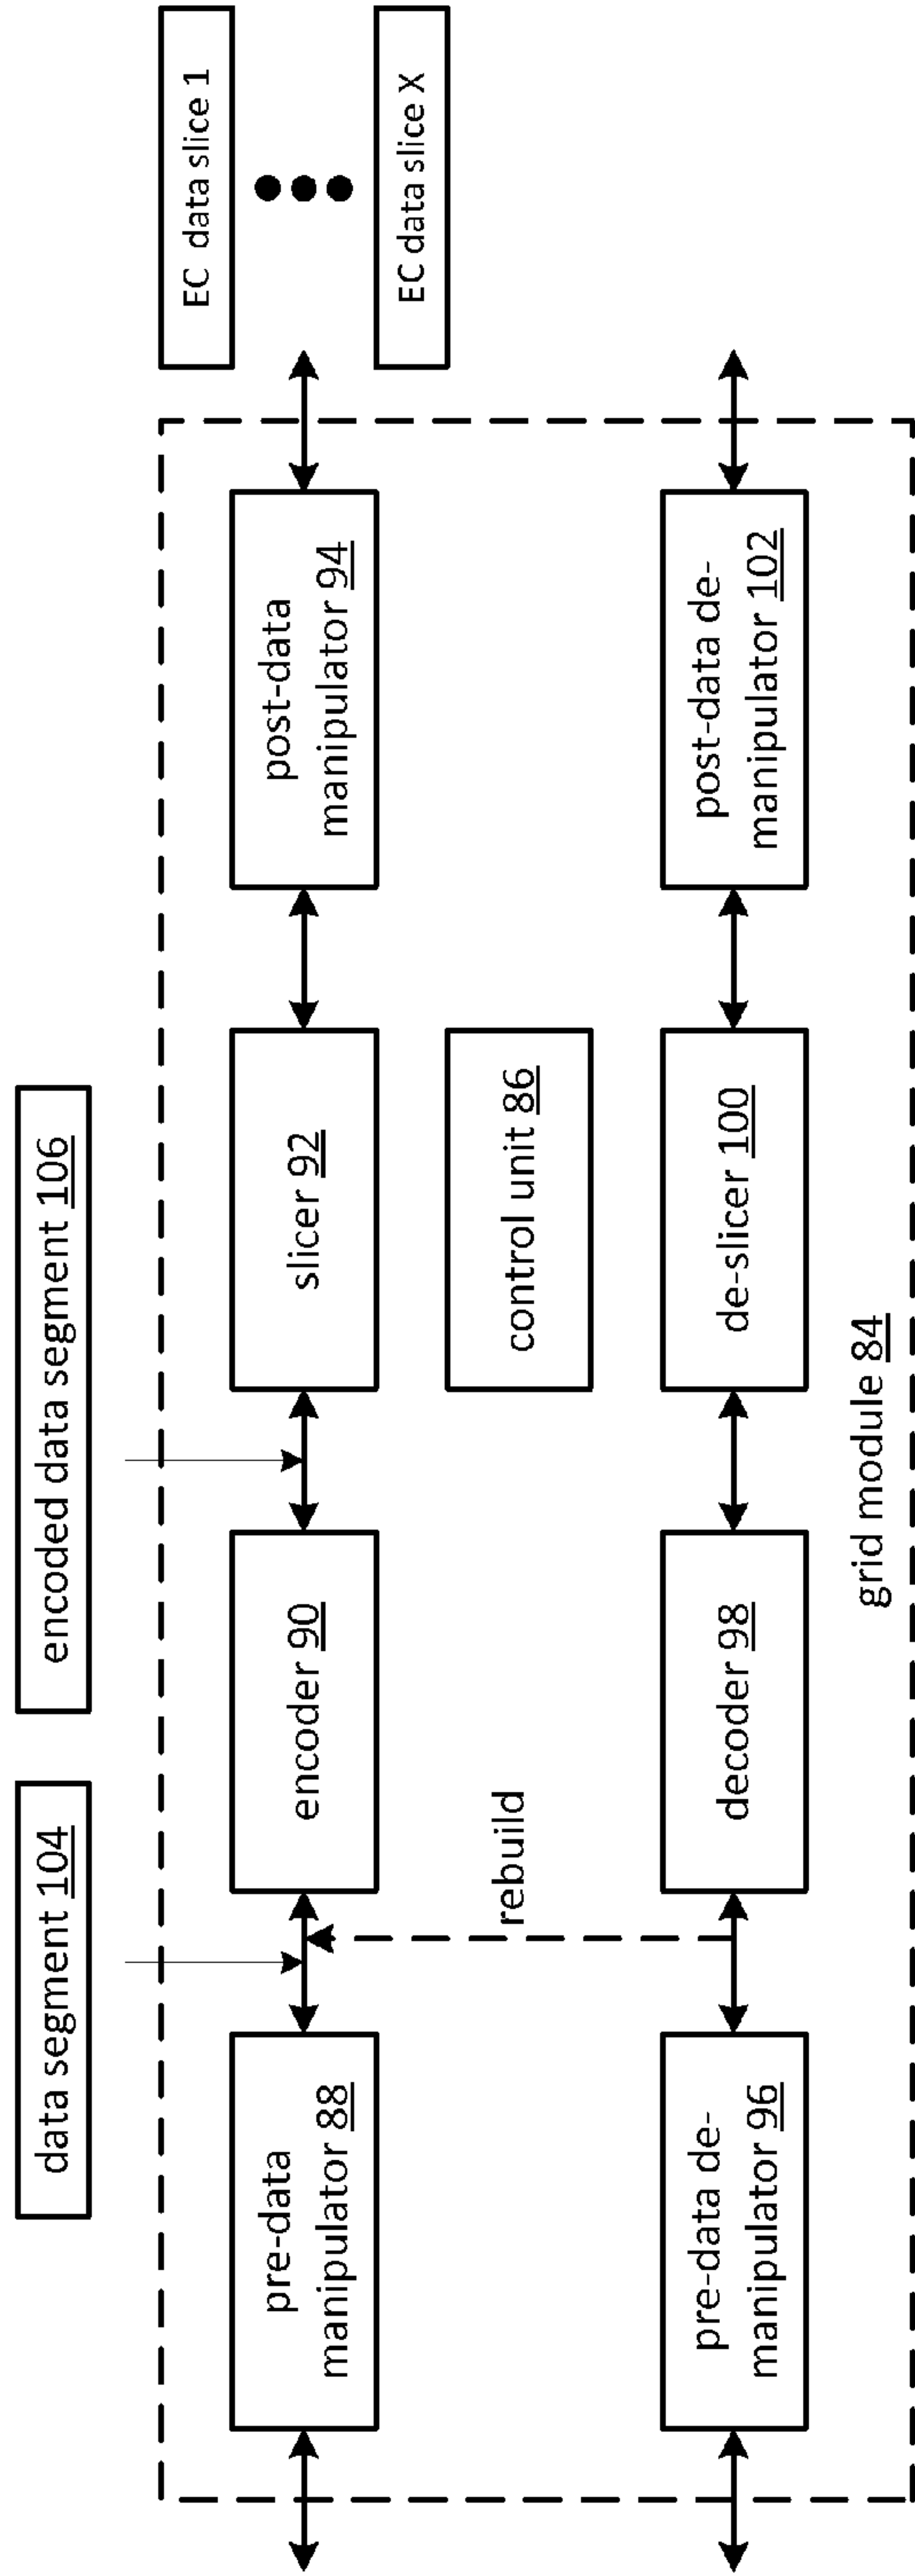 data segment 104
encoded data segment 106
EC data slice 1
EC data slice X
pre-data
manipulator 88
encoder 90
slicer 92
post-data
manipulator 94
rebuild
control unit 86
pre-data de-
manipulator 96
decoder 98
de-slicer 100
post-data de-
manipulator 102
grid module 84